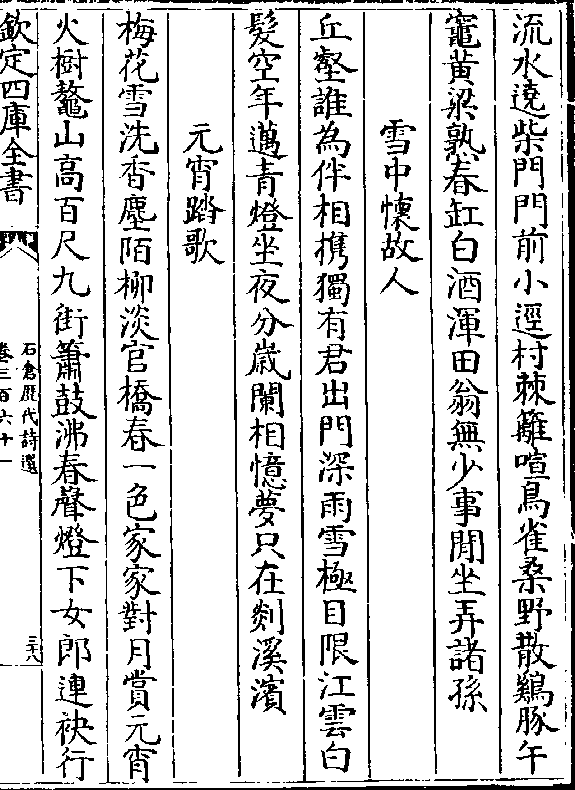 流水遶柴門門前小逕村棘籬喧鳥雀桑野散鷄豚午
竈黃粱孰春缸白酒渾田翁無少事閒坐弄諸孫
雪中懐故人
丘壑誰為伴相携獨有君出門深雨雪極目限江雲白
髮空年邁青燈坐夜分歲闌相憶夢只在剡溪濱
元宵踏歌
梅花雪洗香塵陌柳淡官橋春一色家家對月賞元宵
火樹鰲山高百尺九街簫鼓沸春聲燈下女郎連袂行
欽定四庫全書
石倉歷代詩選
卷三百六十一
三十八